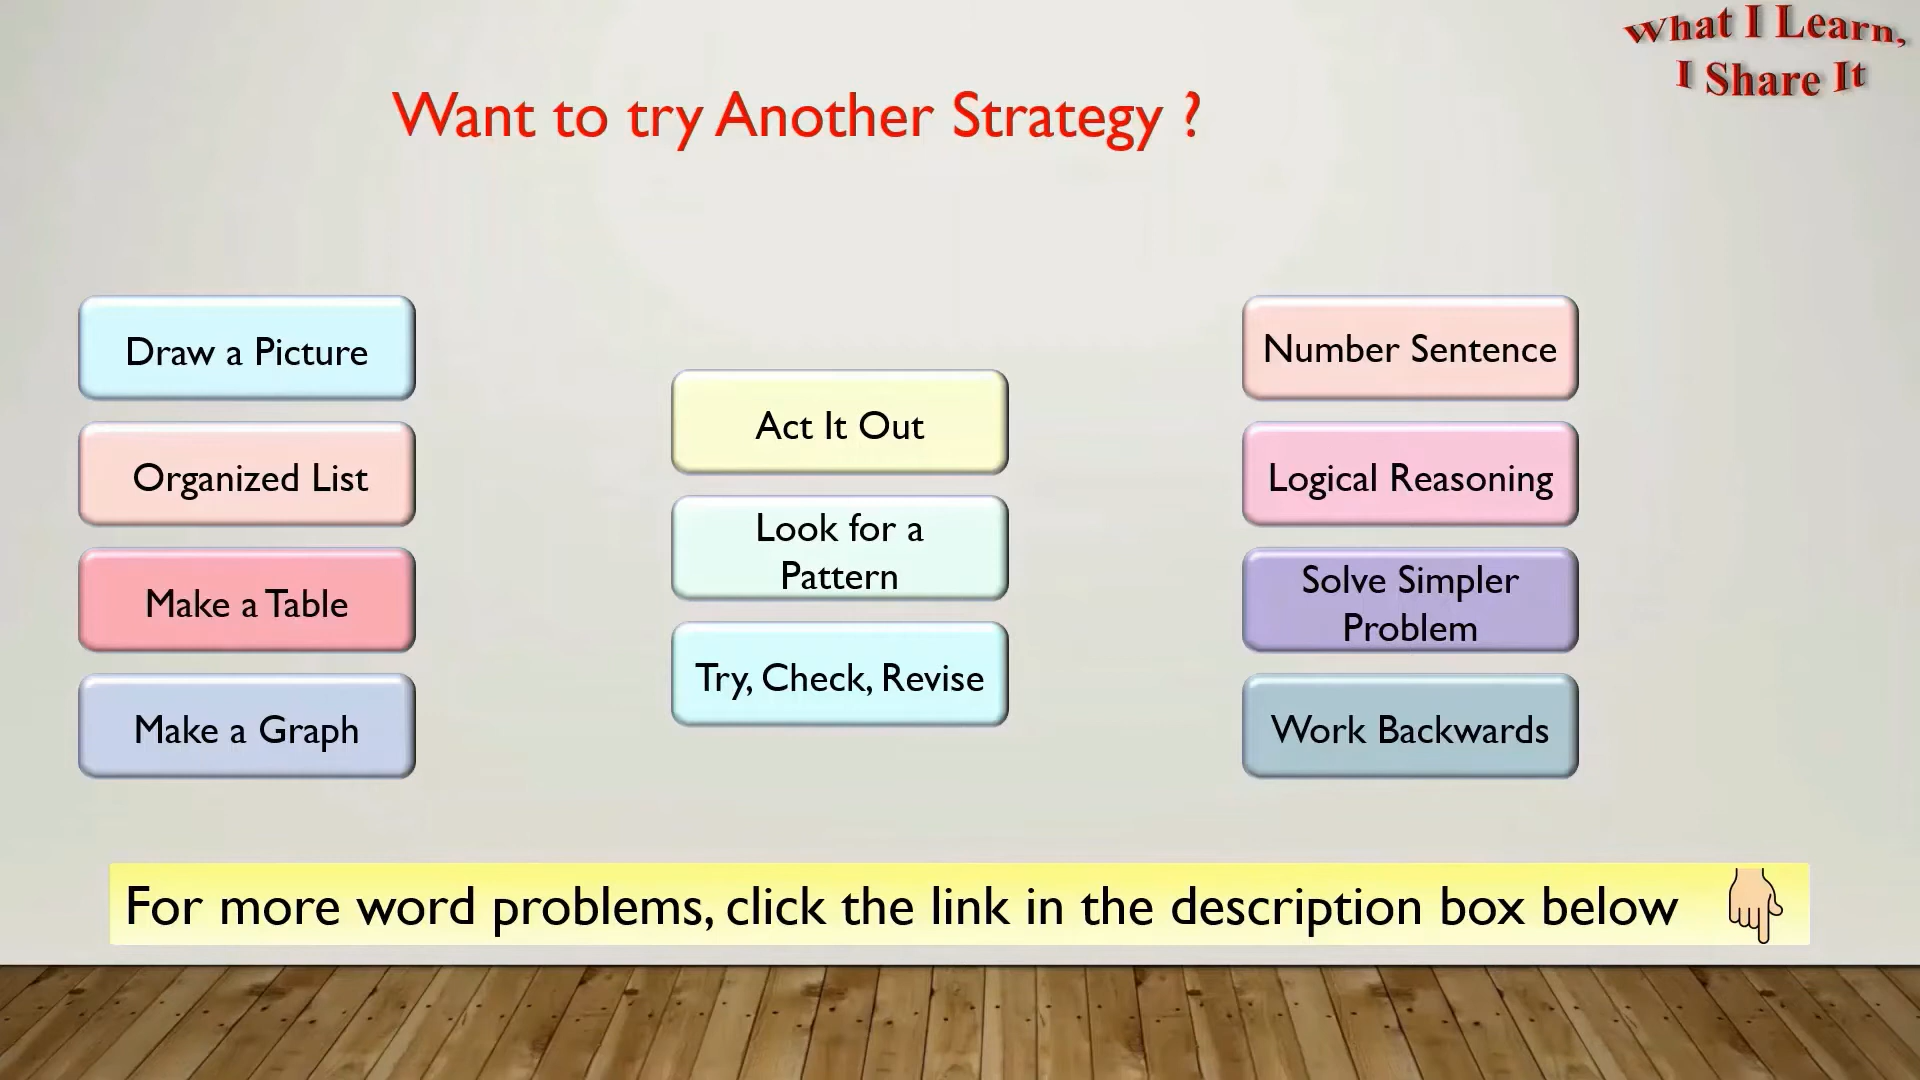 What I Learn,
I Share It
Want to try Another Strategy ?
Draw a Picture
Organized List
Make a Table
Make a Graph
Act It Out
Look for a
Pattern
Try, Check, Revise
Number Sentence
Logical Reasoning
Solve Simpler
Problem
Work Backwards
For more word problems, click the link in the description box below